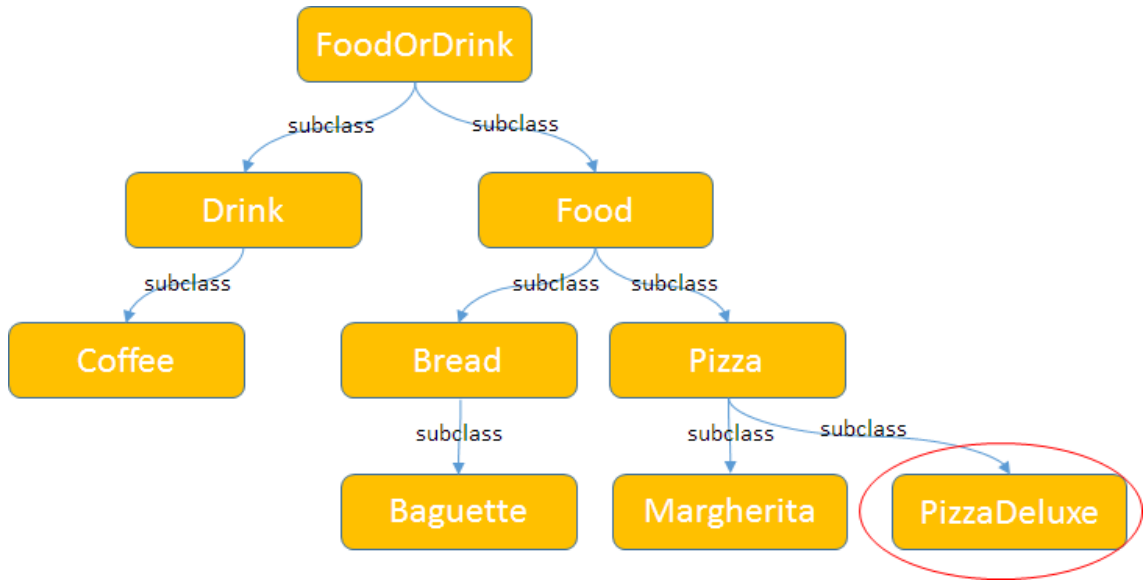 FoodOrDrink
subclass
subclass
Drink
Food
subclass
subclass
subclass
Coffee
Bread
Pizza
subclass
subclass
subclass
Baguette
Margherita
PizzaDeluxe